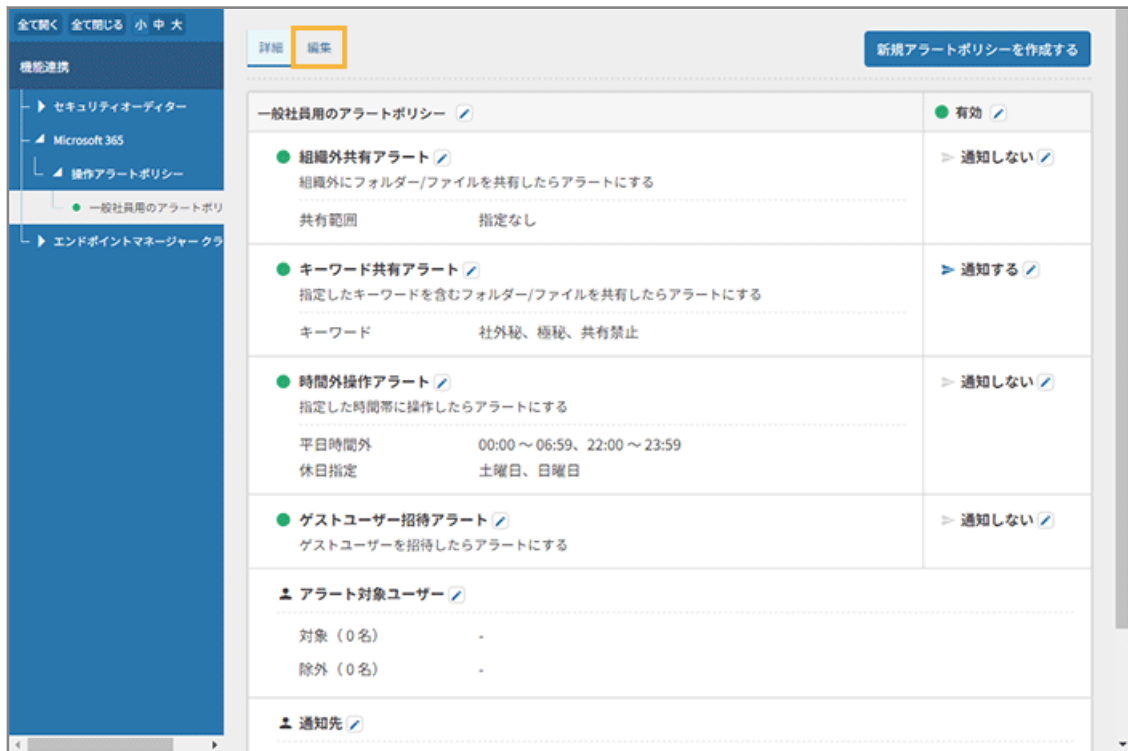 全て開く 全て閉じる 小 中 大
機能連携
セキュリティオーディター
Microsoft 365
操作アラートポリシー
一般社員用のアラートポリ
エンドポイントマネージャー クラ
詳細 編集
新規アラートポリシーを作成する
一般社員用のアラートポリシー 有効
組織外共有アラート 通知しない
組織外にフォルダー/ファイルを共有したらアラートにする
共有範囲 指定なし
キーワード共有アラート 通知する
指定したキーワードを含むフォルダー/ファイルを共有したらアラートにする
キーワード 社外秘、極秘、共有禁止
時間外操作アラート 通知しない
指定した時間帯に操作したらアラートにする
平日時間外 00:00 ～ 06:59、22:00 ～ 23:59
休日指定 土曜日、日曜日
ゲストユーザー招待アラート 通知しない
ゲストユーザーを招待したらアラートにする
アラート対象ユーザー
対象（0名） -
除外（0名） -
通知先